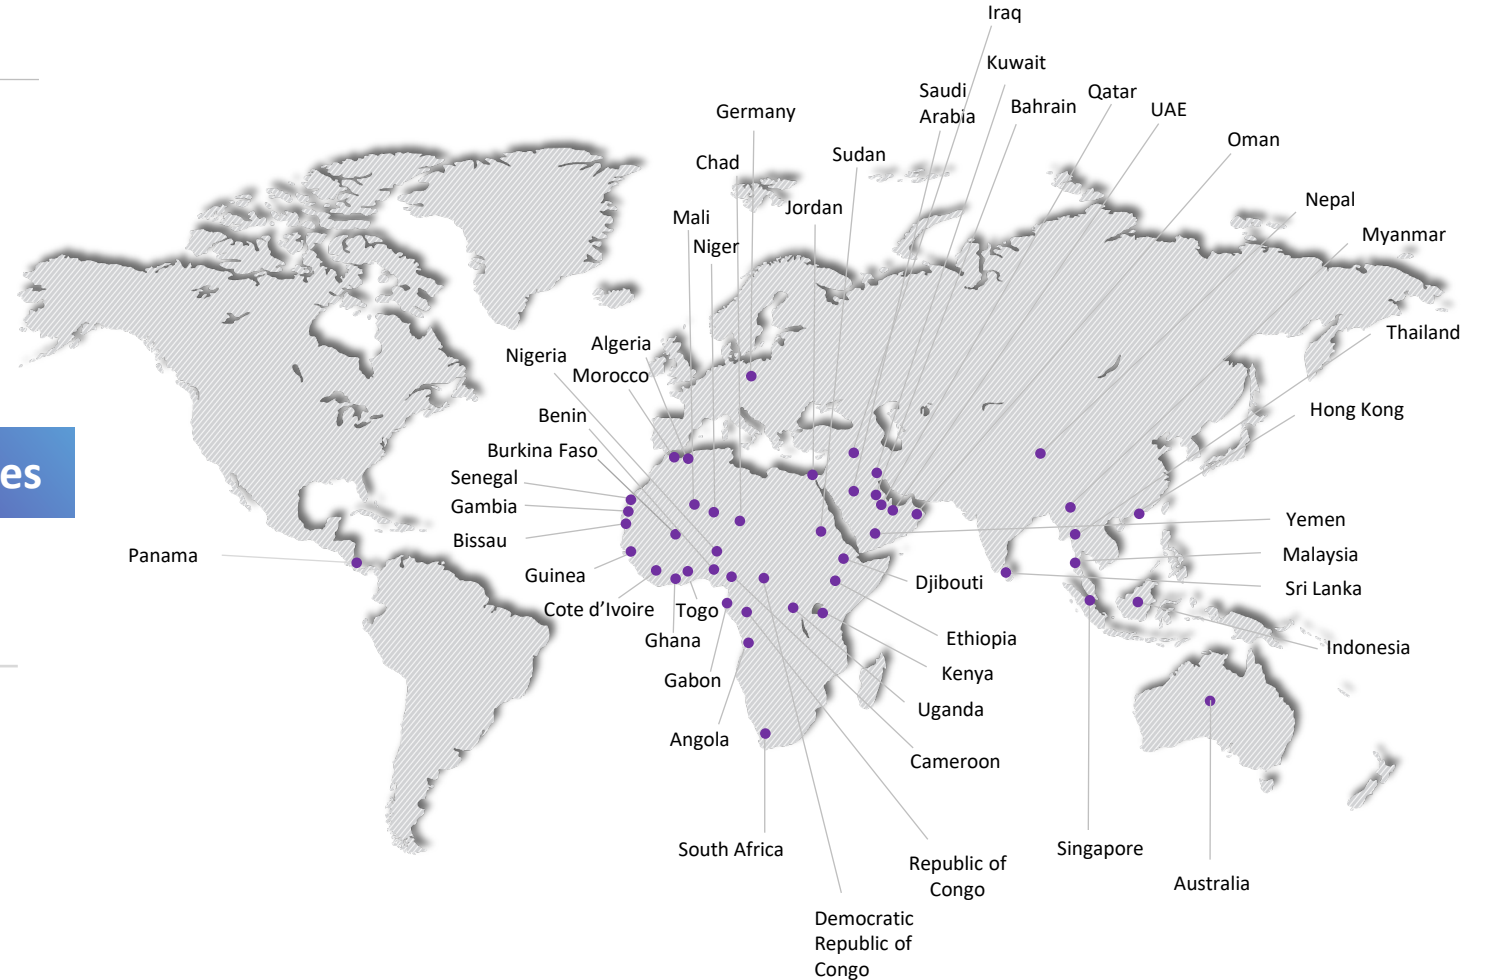 Iraq
Kuwait
Saudi
Arabia
Qatar
Bahrain
UAE
Germany
Oman
Chad
Sudan
Nepal
Jordan
Mali
Niger
Myanmar
Thailand
Algeria
Nigeria
Morocco
Hong Kong
Benin
Burkina Faso
es
Senegal
Gambia
Yemen
Bissau
Malaysia
Panama
Guinea
Djibouti
Sri Lanka
Cote d’Ivoire
Togo
Ghana
Ethiopia
Indonesia
Kenya
Gabon
Uganda
Angola
Cameroon
South Africa
Singapore
Republic of
Congo
Australia
Democratic
Republic of
Congo